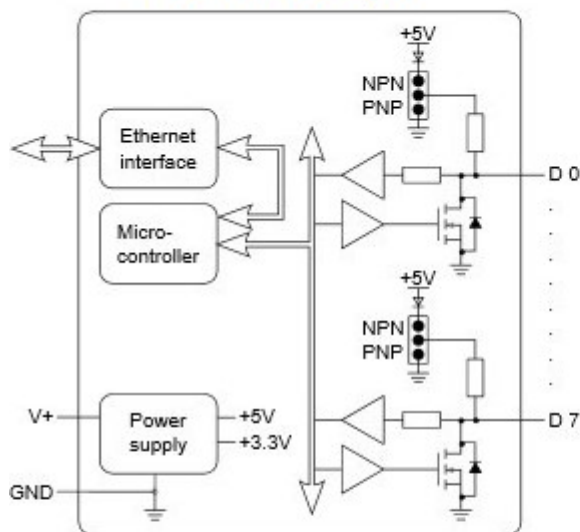 +5V
NPN
PNP
Ethernet
interface
D 0
Micro-
controller
+5V
NPN
PNP
V+
Power
supply
+5V
+3.3V
D 7
GND